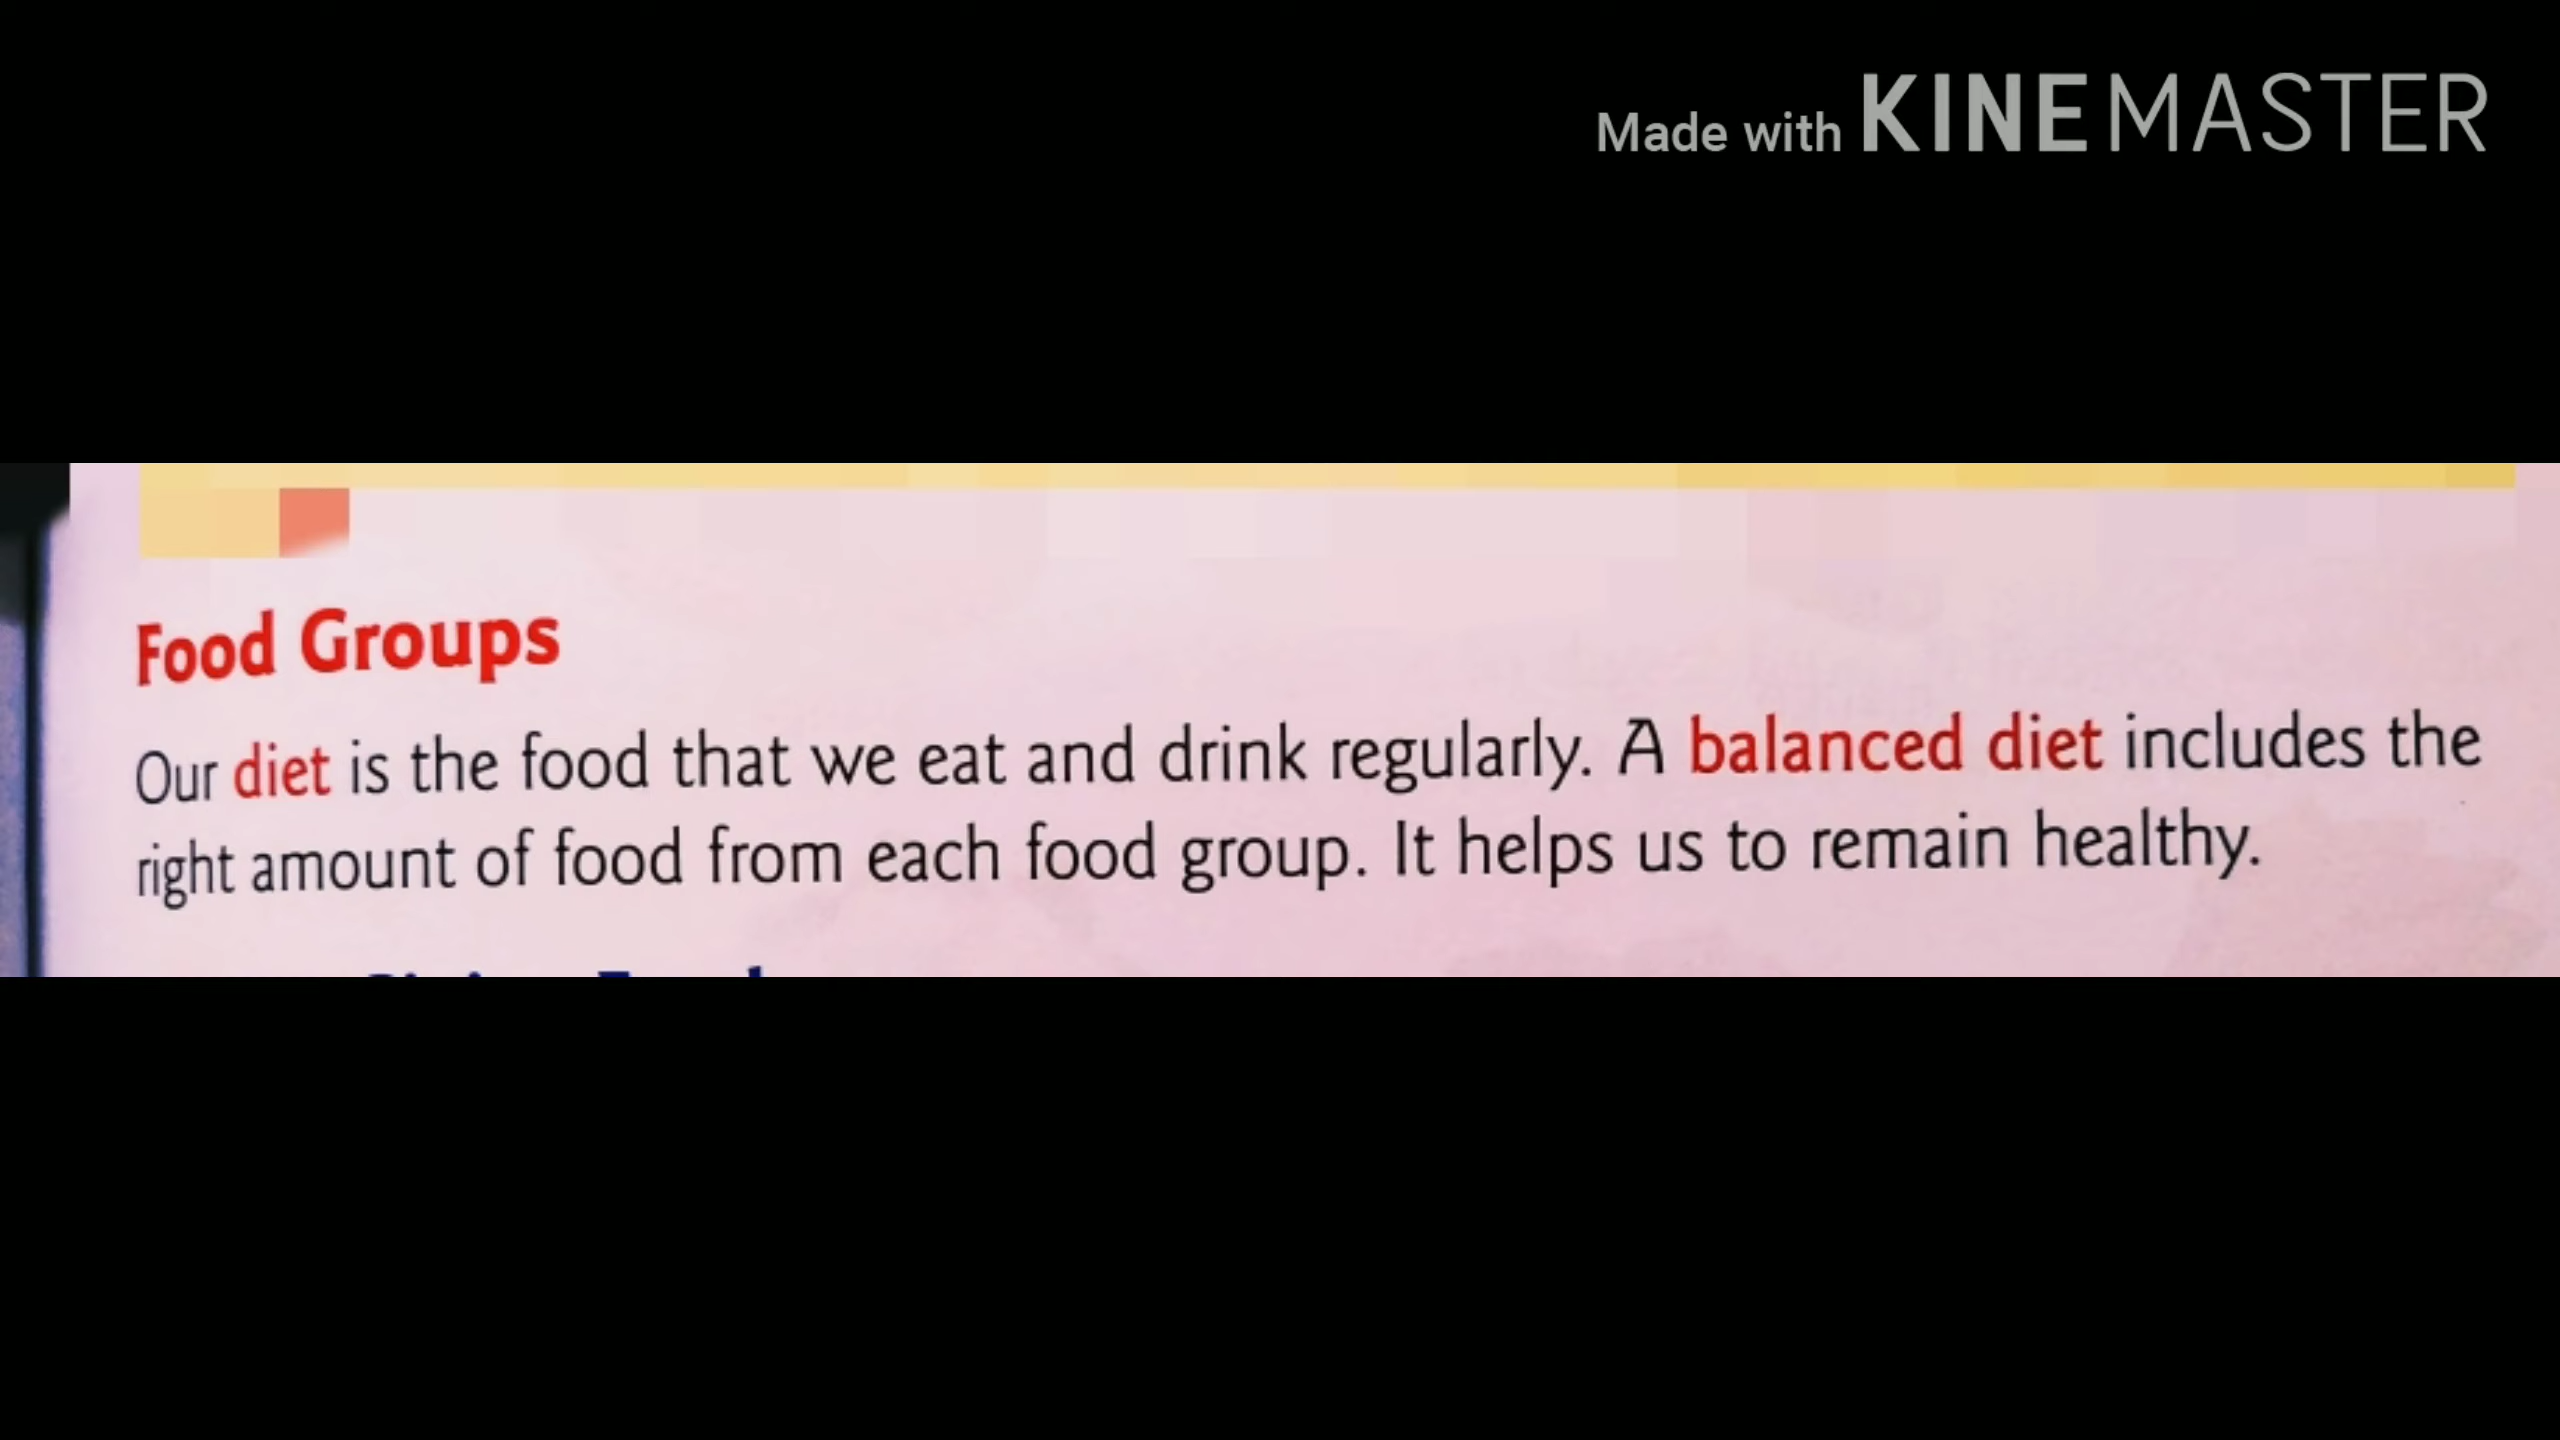 Made with KINEMASTER
Food Groups
Our diet is the food that we eat and drink regularly. A balanced diet includes the
right amount of food from each food group. It helps us to remain healthy.